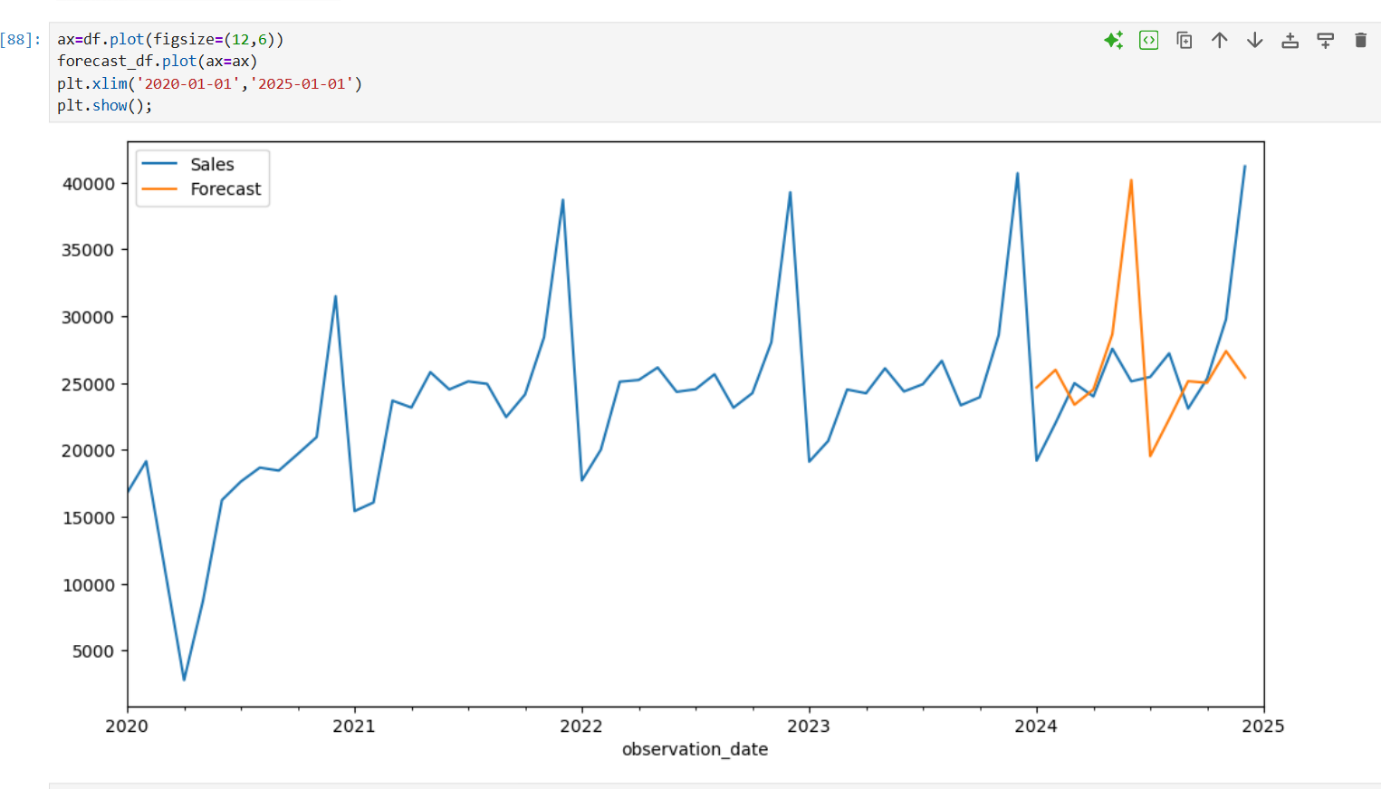 [88]:
ax=df.plot(figsize=(12,6))
forecast_df.plot(ax=ax)
plt.xlim('2020-01-01','2025-01-01')
plt.show();
Sales
Forecast
40000
35000
30000
25000
20000
15000
10000
5000
2020 2021 2022 2023 2024 2025
observation_date